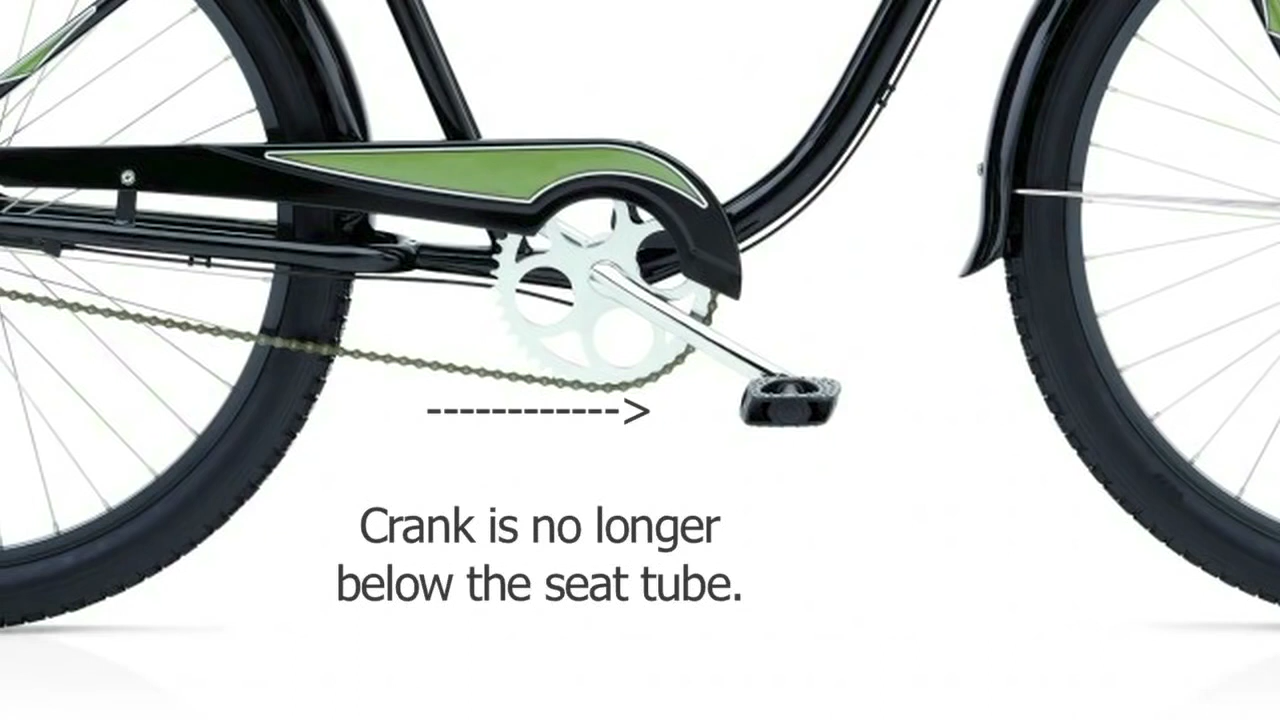 ------------>
Crank is no longer
below the seat tube.